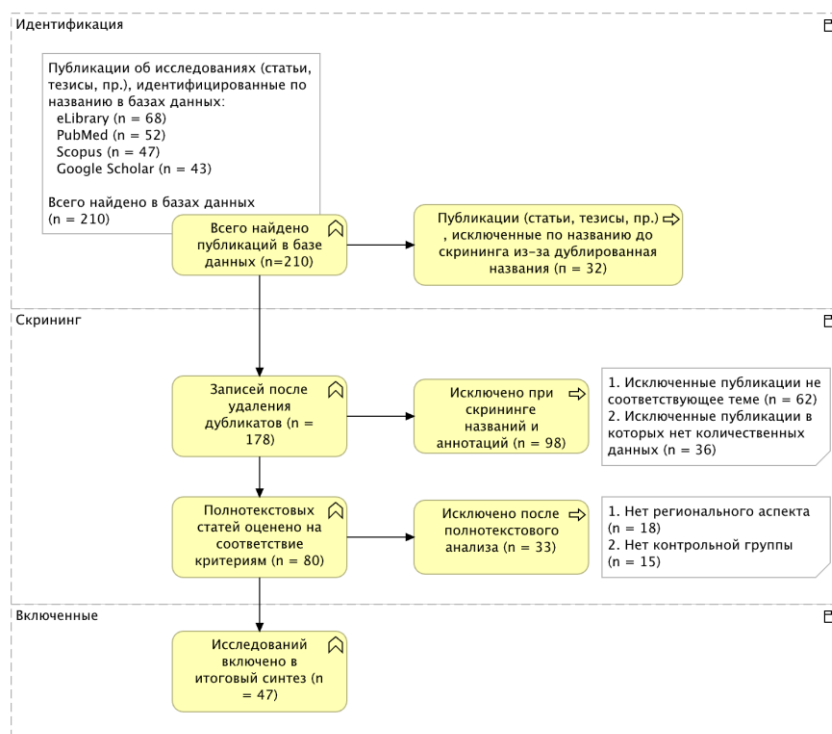 Идентификация
Публикации об исследованиях (статьи,
тезисы, пр.), идентифицированные по
названию в базах данных:
eLibrary (n = 68)
PubMed (n = 52)
Scopus (n = 47)
Google Scholar (n = 43)
Всего найдено в базах данных
(n = 210)
Всего найдено
публикаций в базе
данных (n=210)
Публикации (статьи, тезисы, пр.)
, исключенные по названию до
скрининга из-за дублированная
названия (n = 32)
Скрининг
Записей после
удаления
дубликатов (n =
178)
Исключено при
скрининге
названий и
аннотаций (n = 98)
1. Исключенные публикации не
соответствующее теме (n = 62)
2. Исключенные публикации в
которых нет количественных
данных (n = 36)
Полнотекстовых
статей оценено на
соответствие
критериям (n = 80)
Исключено после
полнотекстового
анализа (n = 33)
1. Нет регионального аспекта
(n = 18)
2. Нет контрольной группы
(n = 15)
Включенные
Исследований
включено в
итоговый синтез (n
= 47)